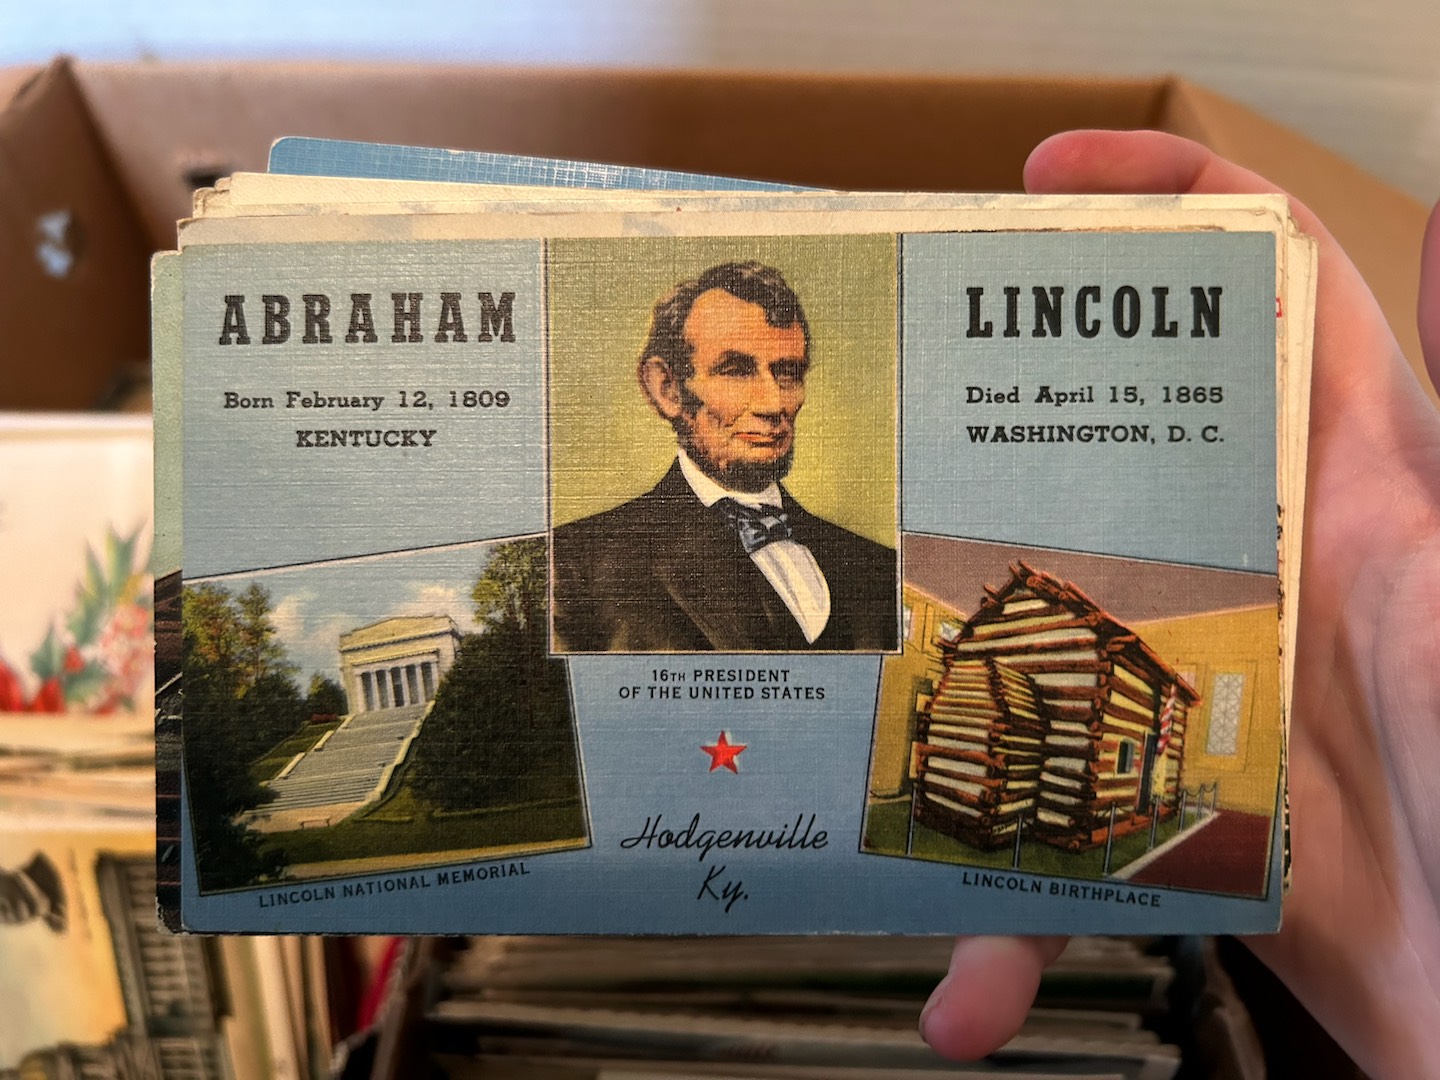 ABRAHAM
Born February 12, 1809
KENTUCKY
LINCOLN
Died April 15, 1865
WASHINGTON, D. C.
16TH PRESIDENT
OF THE UNITED STATES
Hodgenville
Ky.
LINCOLN NATIONAL MEMORIAL
LINCOLN BIRTHPLACE